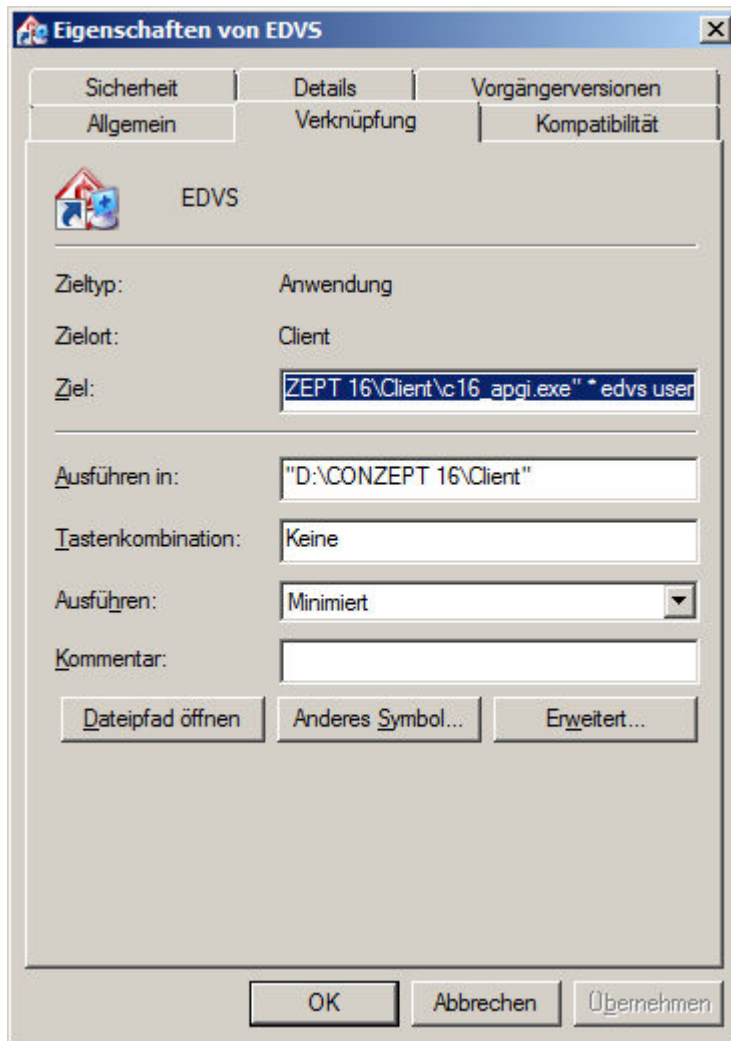 Eigenschaften von EDVS
Sicherheit Details Vorgängerversionen
Allgemein Verknüpfung Kompatibilität
EDVS
Zieltyp: Anwendung
Zielort: Client
Ziel: ZEPT 16\Client\c16_apgi.exe" * edvs user
Ausführen in: "D:\CONZEPT 16\Client"
Tastenkombination: Keine
Ausführen: Minimiert
Kommentar:
Dateipfad öffnen Anderes Symbol... Erweitert...
OK Abbrechen Übernehmen